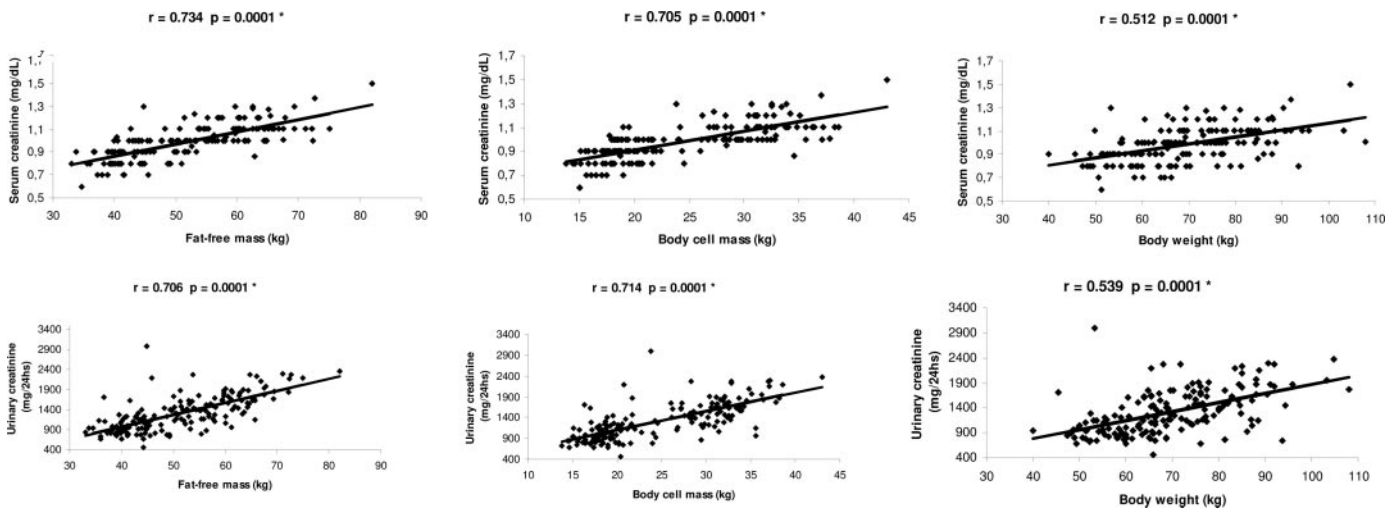 r = 0.734 p = 0.0001 *
Serum creatinine (mg/dL)
1,7
1,7
1,5
1,3
1,1
0,9
0,7
0,5
30 40 50 60 70 80 90
Fat-free mass (kg)
r = 0.705 p = 0.0001 *
Serum creatinine (mg/dL)
1,7
1,7
1,5
1,3
1,1
0,9
0,7
0,5
10 15 20 25 30 35 40 45
Body cell mass (kg)
r = 0.512 p = 0.0001 *
Serum creatinine (mg/dL)
1,7
1,5
1,3
1,1
0,9
0,7
0,5
30 40 50 60 70 80 90 100 110
Body weight (kg)
r = 0.706 p = 0.0001 *
Urinary creatinine
(mg/24hs)
3400
2900
2400
1900
1400
900
400
30 40 50 60 70 80 90
Fat-free mass (kg)
r = 0.714 p = 0.0001 *
Urinary creatinine
(mg/24hs)
3400
2900
2400
1900
1400
900
400
10 15 20 25 30 35 40 45
Body cell mass (kg)
r = 0.539 p = 0.0001 *
Urinary creatinine
(mg/24hs)
3400
2900
2400
1900
1400
900
400
30 40 50 60 70 80 90 100 110
Body weight (kg)